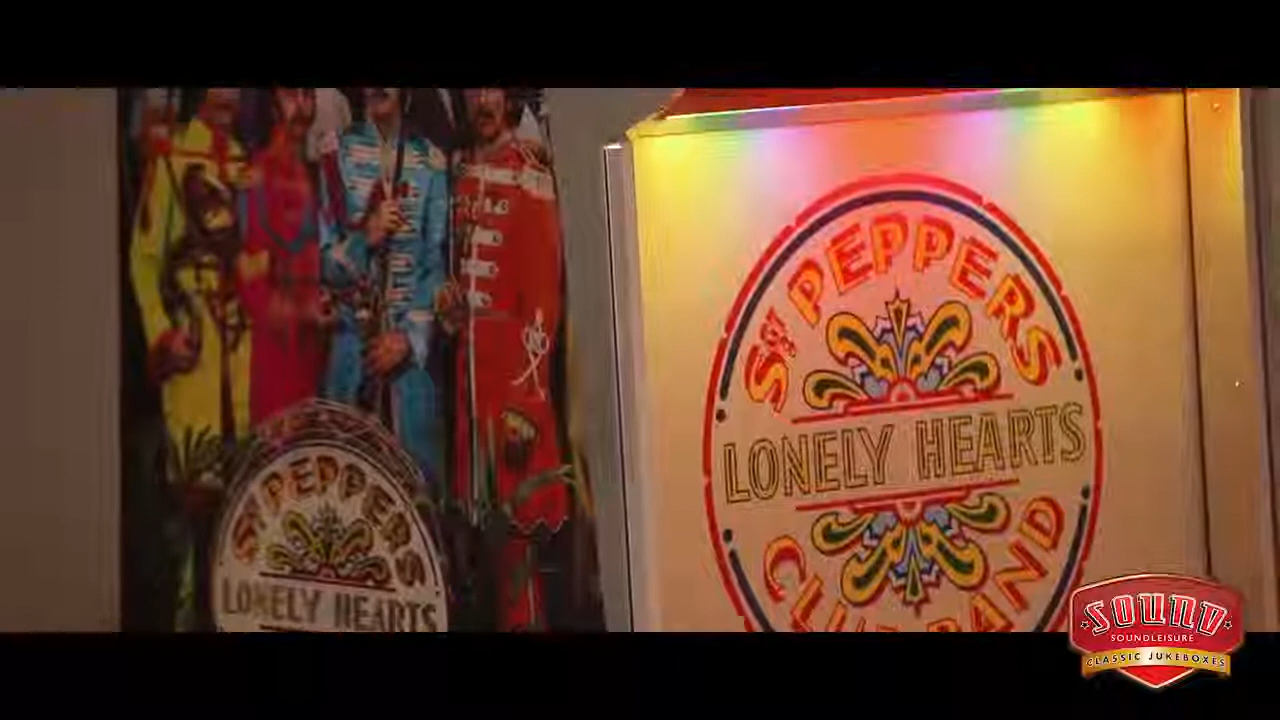 SGT PEPPERS
LONELY HEARTS
SGT PEPPERS
LONELY HEARTS
CLUB BAND
SOUND
SOUNDLEISURE
CLASSIC JUKEBOXES